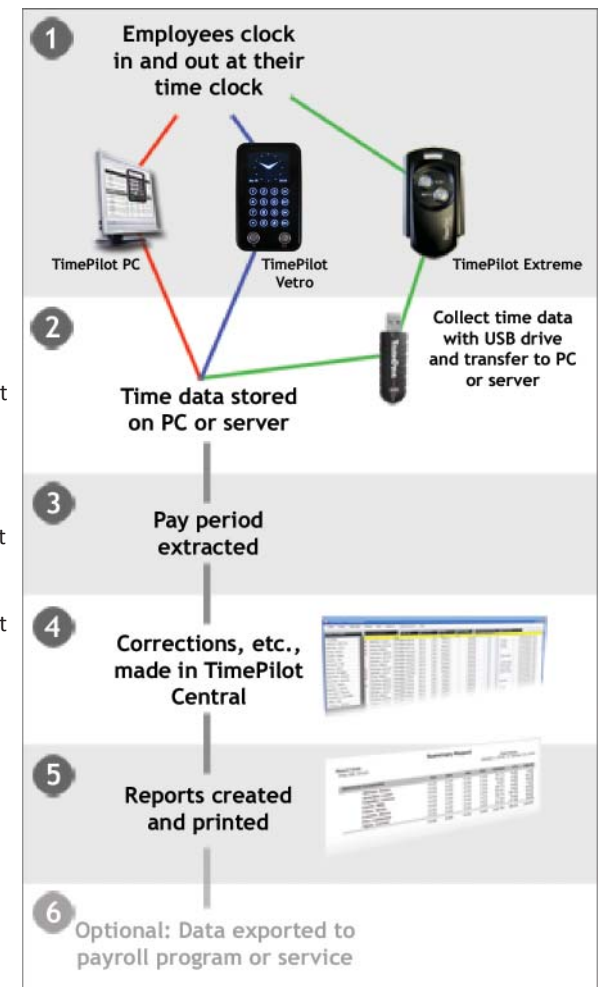 1
Employees clock
in and out at their
time clock
TimePilot PC
TimePilot
Vetro
TimePilot Extreme
2
Collect time data
with USB drive
and transfer to PC
or server
Time data stored
on PC or server
t
3
Pay period
extracted
t
4
t
Corrections, etc.,
made in TimePilot
Central
5
Summary Report
Reports created
and printed
6
Optional: Data exported to
payroll program or service